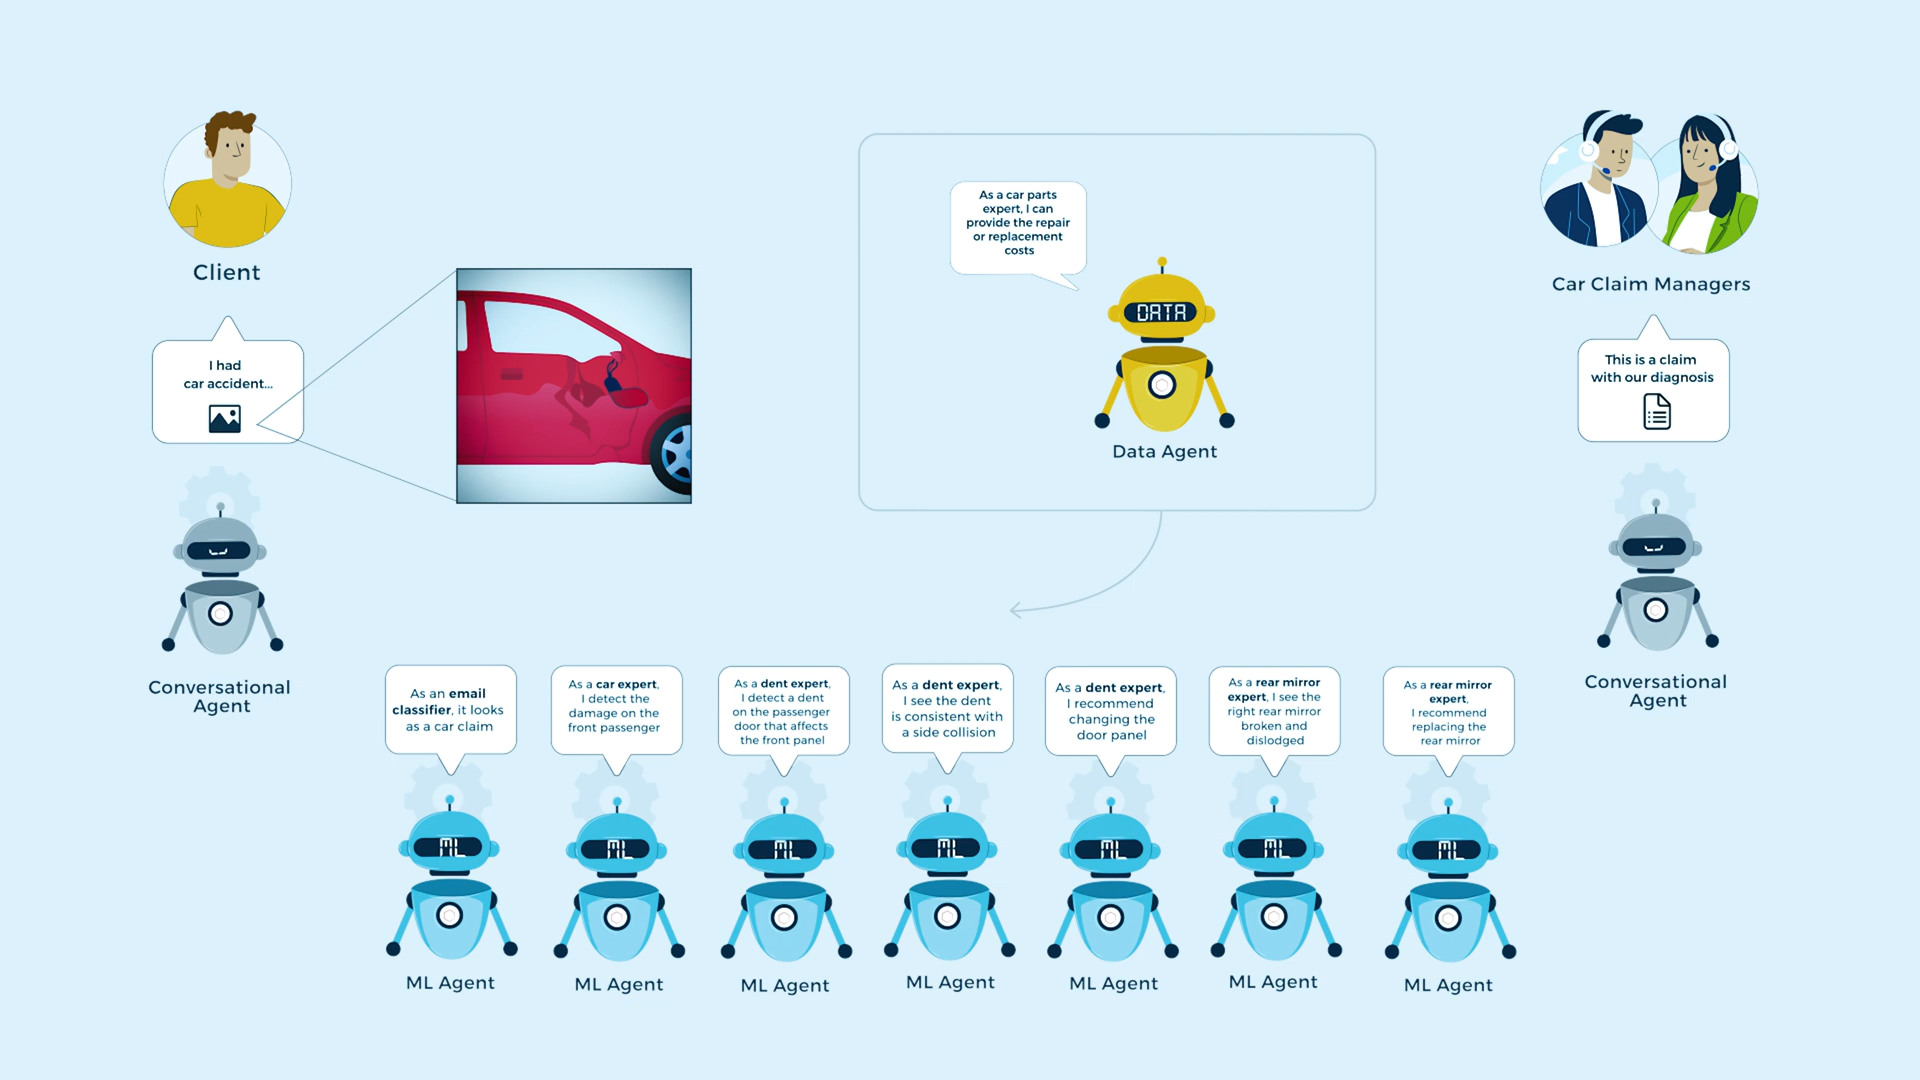 Client
I had
car accident...
Conversational
Agent
As a car parts
expert, I can
provide the repair
or replacement
costs
DATA
Data Agent
Car Claim Managers
This is a claim
with our diagnosis
Conversational
Agent
As an email
classifier, it looks
as a car claim
ML
ML Agent
As a car expert,
I detect the
damage on the
front passenger
ML
ML Agent
As a dent expert,
I detect a dent
on the passenger
door that affects
the front panel
ML
ML Agent
As a dent expert,
I see the dent
is consistent with
a side collision
ML
ML Agent
As a dent expert,
I recommend
changing the
door panel
ML
ML Agent
As a rear mirror
expert, I see the
right rear mirror
broken and
dislodged
ML
ML Agent
As a rear mirror
expert,
I recommend
replacing the
rear mirror
ML
ML Agent